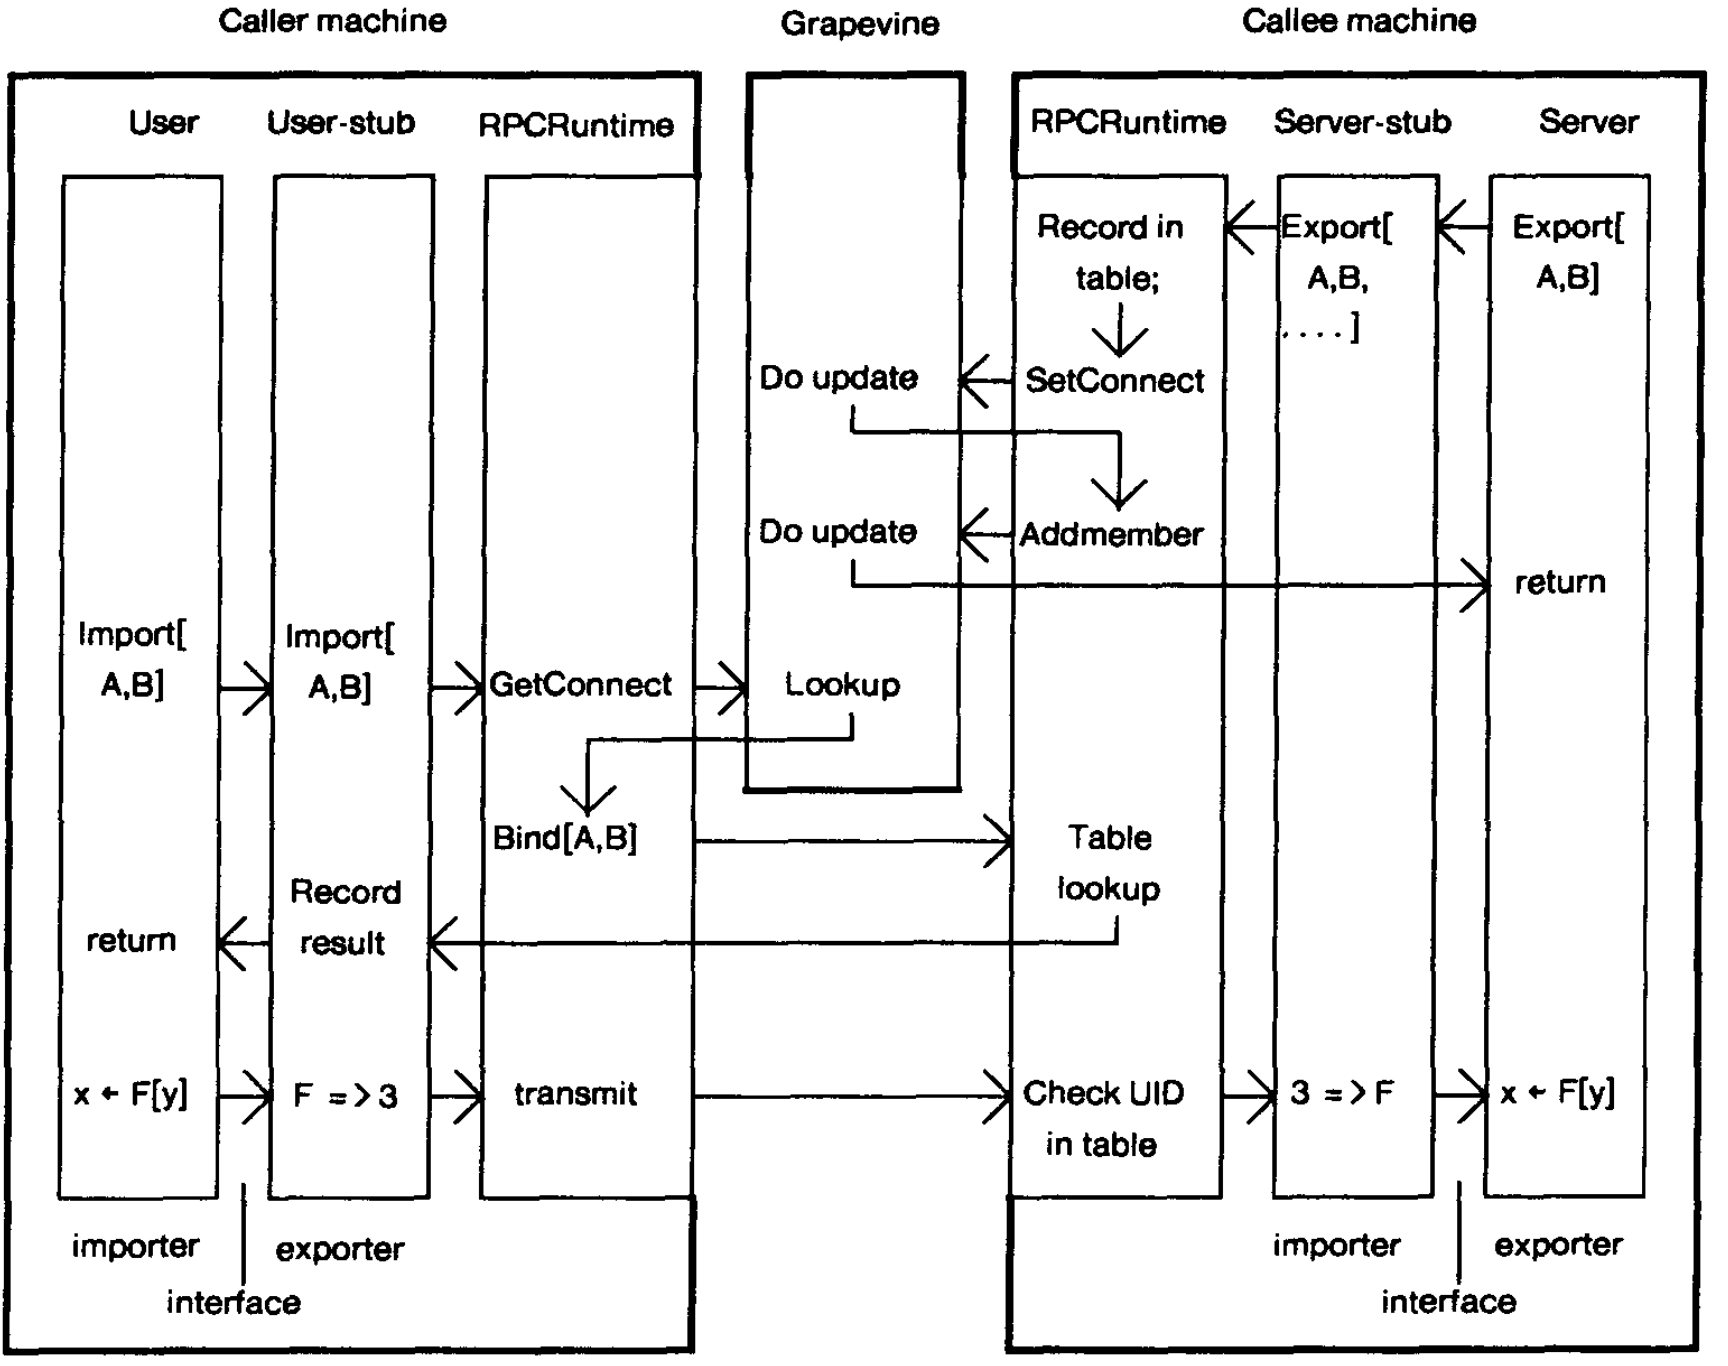 Caller machine
Grapevine
Callee machine
User
User-stub
RPCRuntime
RPCRuntime
Server-stub
Server
Record in
table;
Export[
A,B,
. . . . ]
Export[
A,B]
Do update
SetConnect
Do update
Addmember
return
Import[
A,B]
Import[
A,B]
GetConnect
Lookup
Bind[A,B]
Table
lookup
return
Record
result
x ← F[y]
F => 3
transmit
Check UID
in table
3 => F
x ← F[y]
importer
exporter
interface
importer
exporter
interface